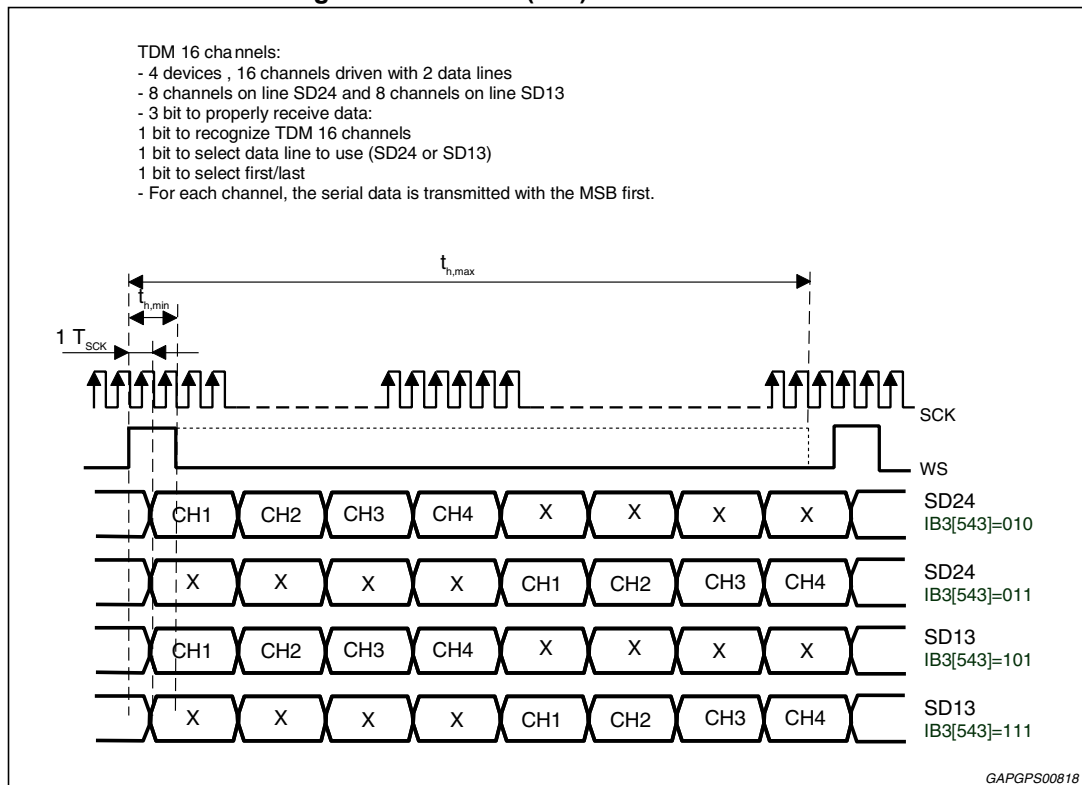 TDM 16 channels:
- 4 devices , 16 channels driven with 2 data lines
- 8 channels on line SD24 and 8 channels on line SD13
- 3 bit to properly receive data:
1 bit to recognize TDM 16 channels
1 bit to select data line to use (SD24 or SD13)
1 bit to select first/last
- For each channel, the serial data is transmitted with the MSB first.
th,max
th,min
1 TSCK
SCK
WS
CH1 CH2 CH3 CH4 X X X X SD24
IB3[543]=010
X X X X CH1 CH2 CH3 CH4 SD24
IB3[543]=011
CH1 CH2 CH3 CH4 X X X X SD13
IB3[543]=101
X X X X CH1 CH2 CH3 CH4 SD13
IB3[543]=111
GAPGPS00818